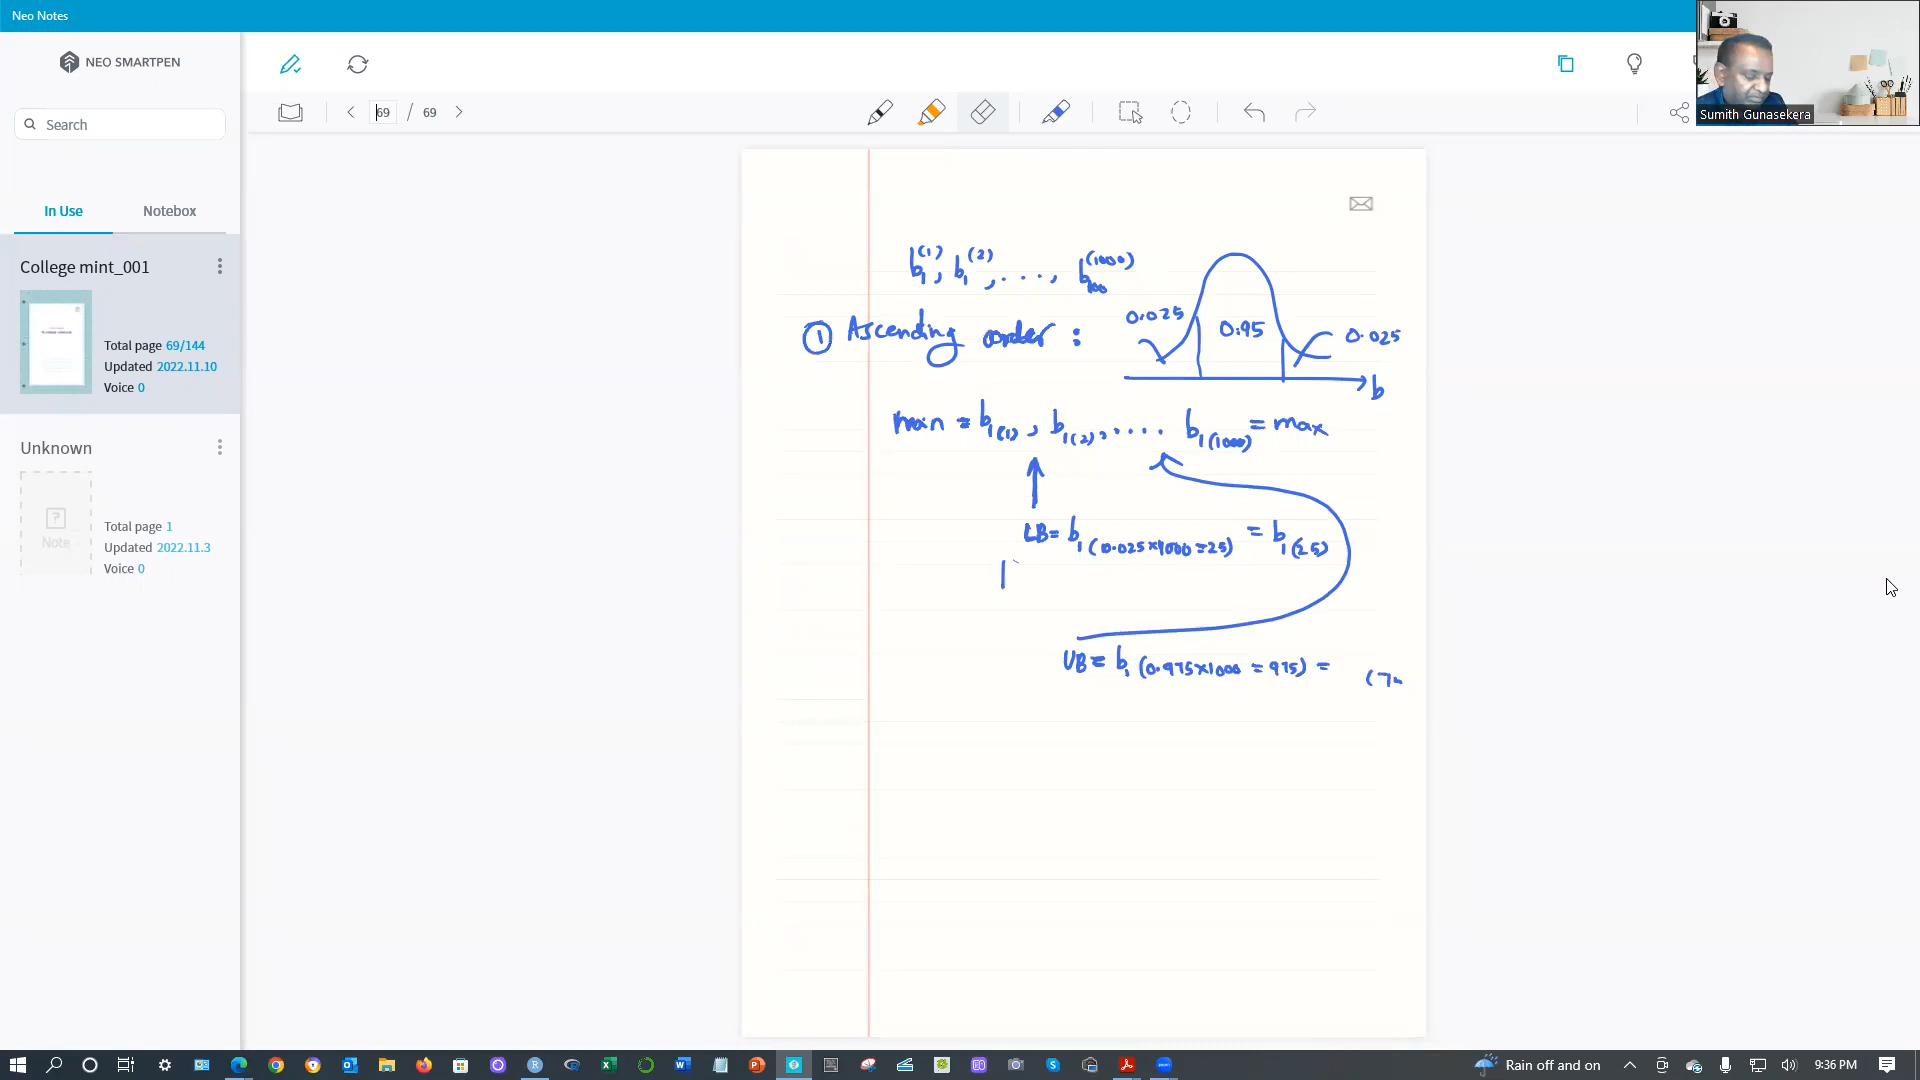 Neo Notes
NEO SMARTPEN
Search
In Use
Notebox
College mint_001
Total page 69/144
Updated 2022.11.10
Voice 0
Unknown
Note
Total page 1
Updated 2022.11.3
Voice 0
69 / 69
Sumith Gunasekera
b₁⁽¹⁾, b₁⁽²⁾, ...., b₁₀₀⁽¹⁰⁰⁰⁾
① Ascending order :
0.025
0.95
0.025
b
min = b₁₍₁₎, b₁₍₂₎, .... b₁₍₁₀₀₀₎ = max
LB = b₁ (0.025×1000=25) = b₁(25)
UB = b₁ (0.975×1000 = 975) =
Rain off and on
9:36 PM